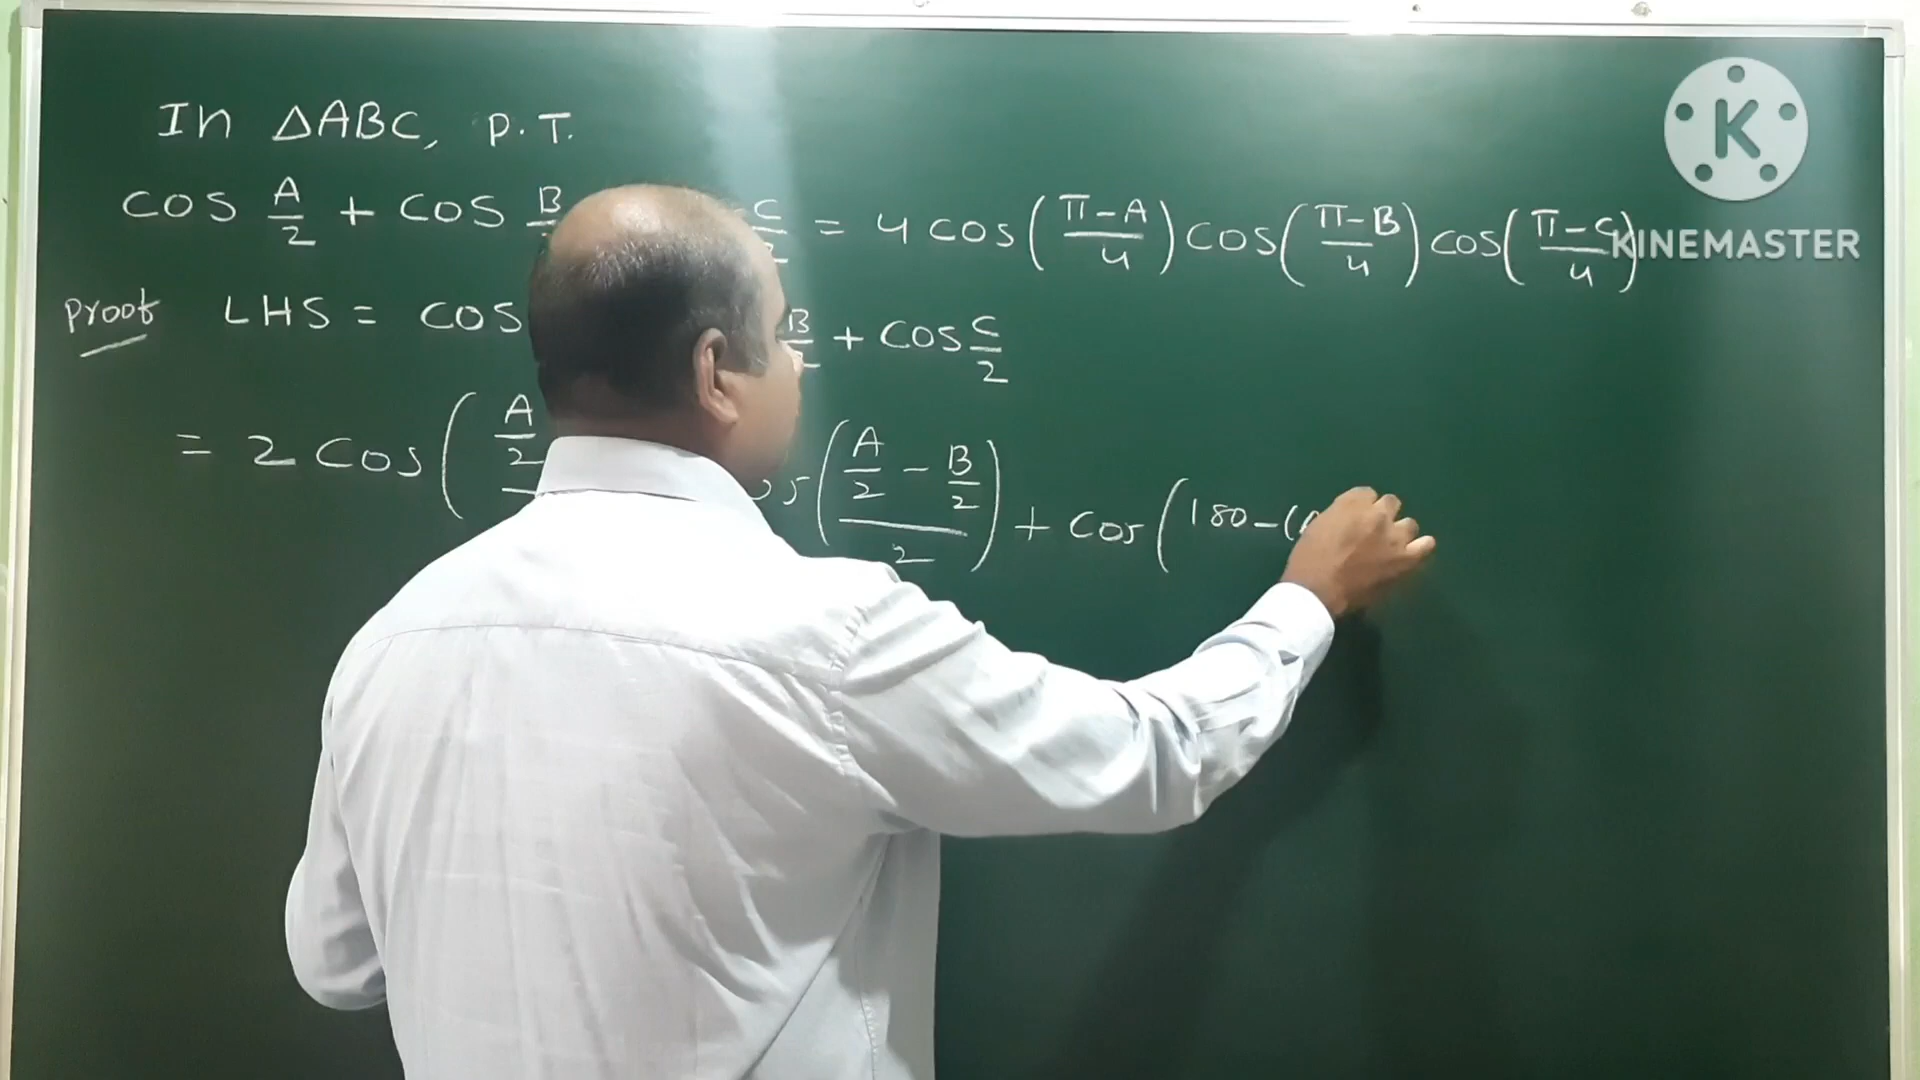 In △ABC, P.T.
cos A/2 + cos B/ C/2 = 4 cos(π-A/4) cos(π-B/4) cos(π-C/4)
Proof LHS = cos B/2 + cos C/2
= 2 cos (A/2 os (A/2 - B/2 / 2) + cos (180-(A
K
KINEMASTER